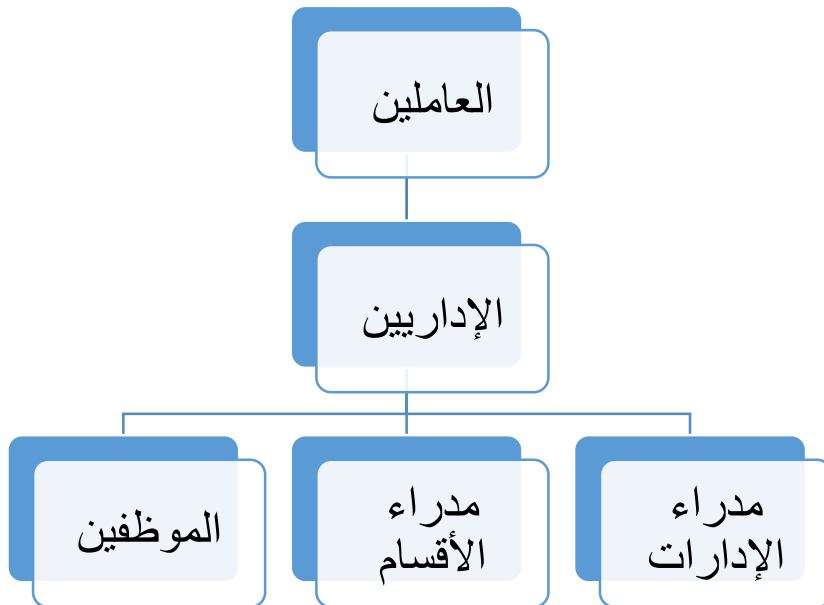 العاملين
الإداريين
مدراء
الإدارات
مدراء
الأقسام
الموظفين